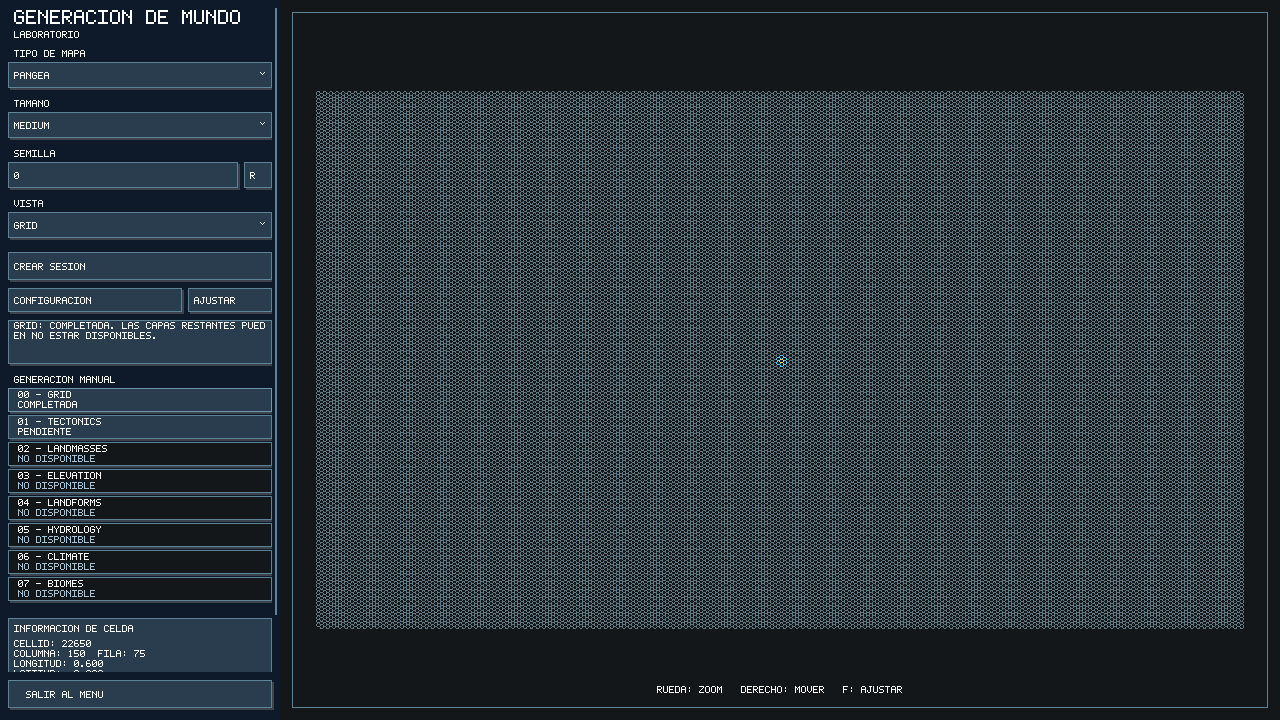 GENERACION DE MUNDO
LABORATORIO
TIPO DE MAPA
PANGEA
TAMANO
MEDIUM
SEMILLA
0
R
VISTA
GRID
CREAR SESION
CONFIGURACION
AJUSTAR
GRID: COMPLETADA. LAS CAPAS RESTANTES PUED
EN NO ESTAR DISPONIBLES.
GENERACION MANUAL
00 - GRID
COMPLETADA
01 - TECTONICS
PENDIENTE
02 - LANDMASSES
NO DISPONIBLE
03 - ELEVATION
NO DISPONIBLE
04 - LANDFORMS
NO DISPONIBLE
05 - HYDROLOGY
NO DISPONIBLE
06 - CLIMATE
NO DISPONIBLE
07 - BIOMES
NO DISPONIBLE
INFORMACION DE CELDA
CELLID: 22650
COLUMNA: 150 FILA: 75
LONGITUD: 0.600
SALIR AL MENU
RUEDA: ZOOM DERECHO: MOVER F: AJUSTAR